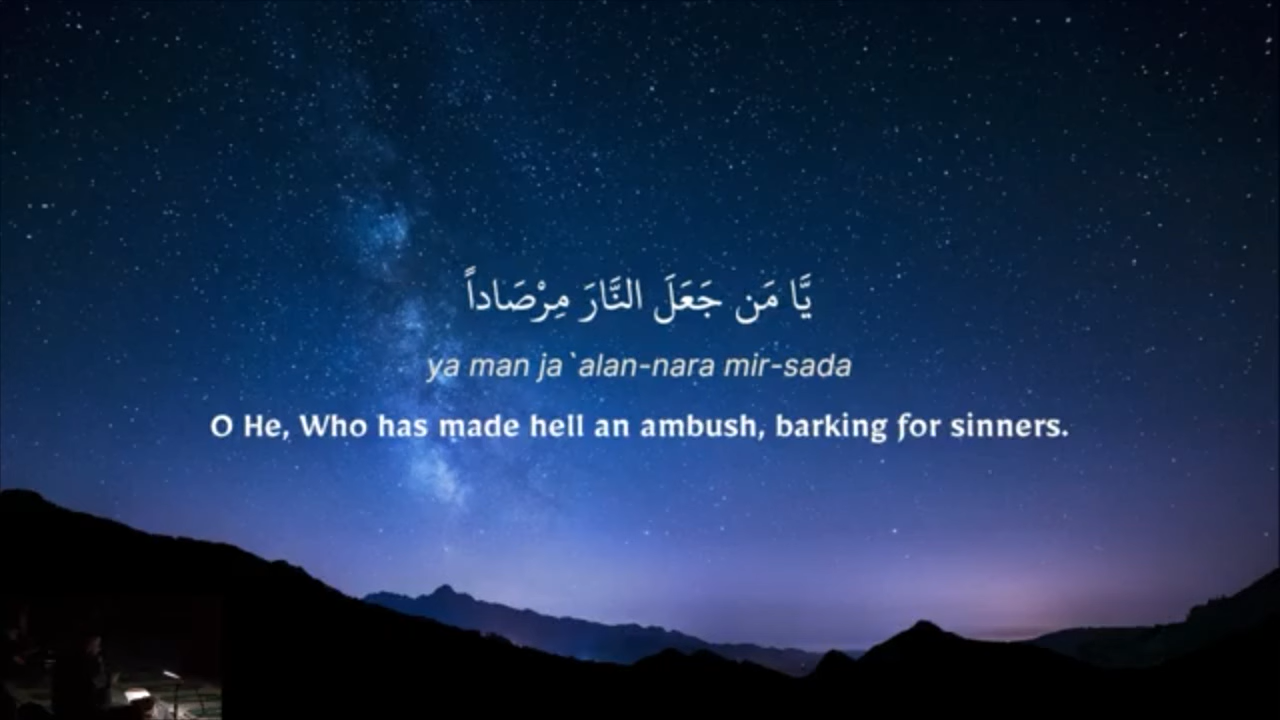 يَّا مَن جَعَلَ النَّارَ مِرْصَاداً
ya man ja`alan-nara mir-sada
O He, Who has made hell an ambush, barking for sinners.